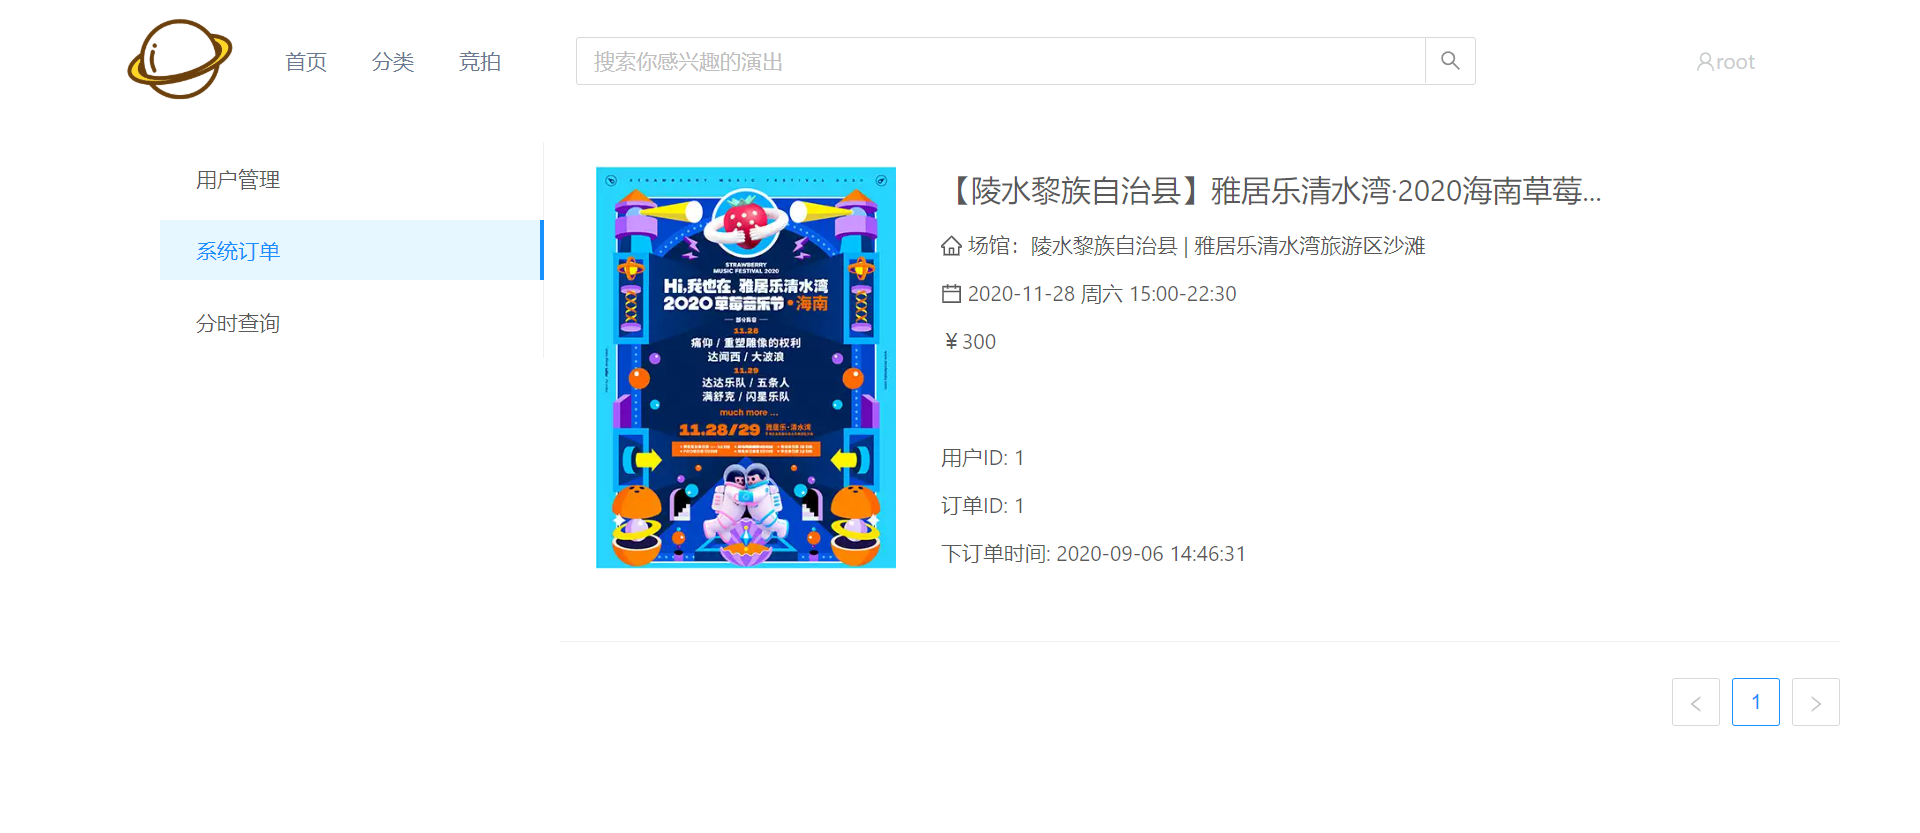 首页
分类
竞拍
搜索你感兴趣的演出
root
用户管理
系统订单
分时查询
STRAWBERRY MUSIC FESTIVAL 2020
STRAWBERRY
MUSIC FESTIVAL 2020
Hi,我也在.雅居乐清水湾
2020草莓音乐节·海南
部分阵容
11.28
痛仰 / 重塑雕像的权利
达闻西 / 大波浪
11.29
达达乐队 / 五条人
满舒克 / 闪星乐队
much more ...
11.28/29 雅居乐·清水湾
【陵水黎族自治县】雅居乐清水湾·2020海南草莓...
场馆：陵水黎族自治县 | 雅居乐清水湾旅游区沙滩
2020-11-28 周六 15:00-22:30
¥ 300
用户ID: 1
订单ID: 1
下订单时间: 2020-09-06 14:46:31
1